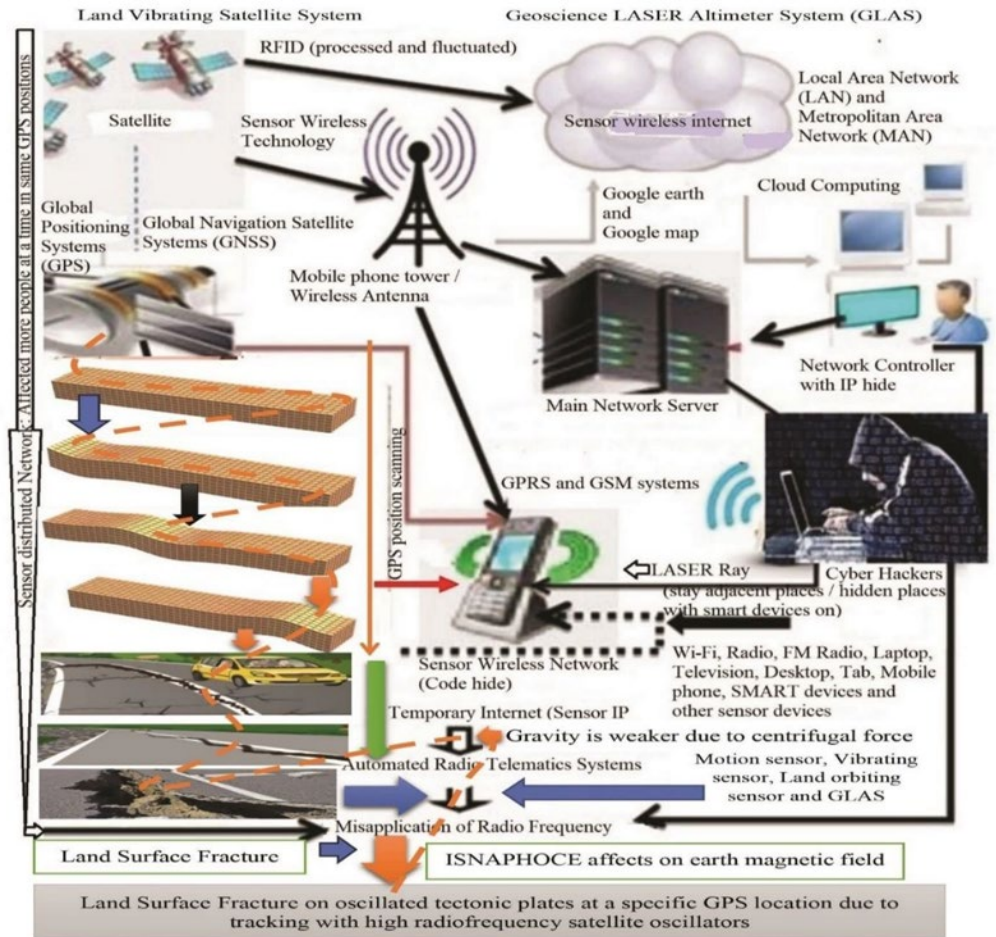 Land Vibrating Satellite System
Geoscience LASER Altimeter System (GLAS)
RFID (processed and fluctuated)
Satellite
Sensor Wireless
Technology
Sensor wireless internet
Local Area Network
(LAN) and
Metropolitan Area
Network (MAN)
Cloud Computing
Google earth
and
Google map
Global
Positioning
Systems
(GPS)
Global Navigation Satellite
Systems (GNSS)
Mobile phone tower /
Wireless Antenna
Main Network Server
Network Controller
with IP hide
Sensor distributed Network: Affected more people at a time in same GPS positions
GPS position scanning
GPRS and GSM systems
LASER Ray
Cyber Hackers
(stay adjacent places / hidden places
with smart devices on)
Sensor Wireless Network
(Code hide)
Wi-Fi, Radio, FM Radio, Laptop,
Television, Desktop, Tab, Mobile
phone, SMART devices and
other sensor devices
Temporary Internet (Sensor IP
Gravity is weaker due to centrifugal force
Automated Radio Telematics Systems
Motion sensor, Vibrating
sensor, Land orbiting
sensor and GLAS
Misapplication of Radio Frequency
Land Surface Fracture
ISNAPHOCE affects on earth magnetic field
Land Surface Fracture on oscillated tectonic plates at a specific GPS location due to
tracking with high radiofrequency satellite oscillators